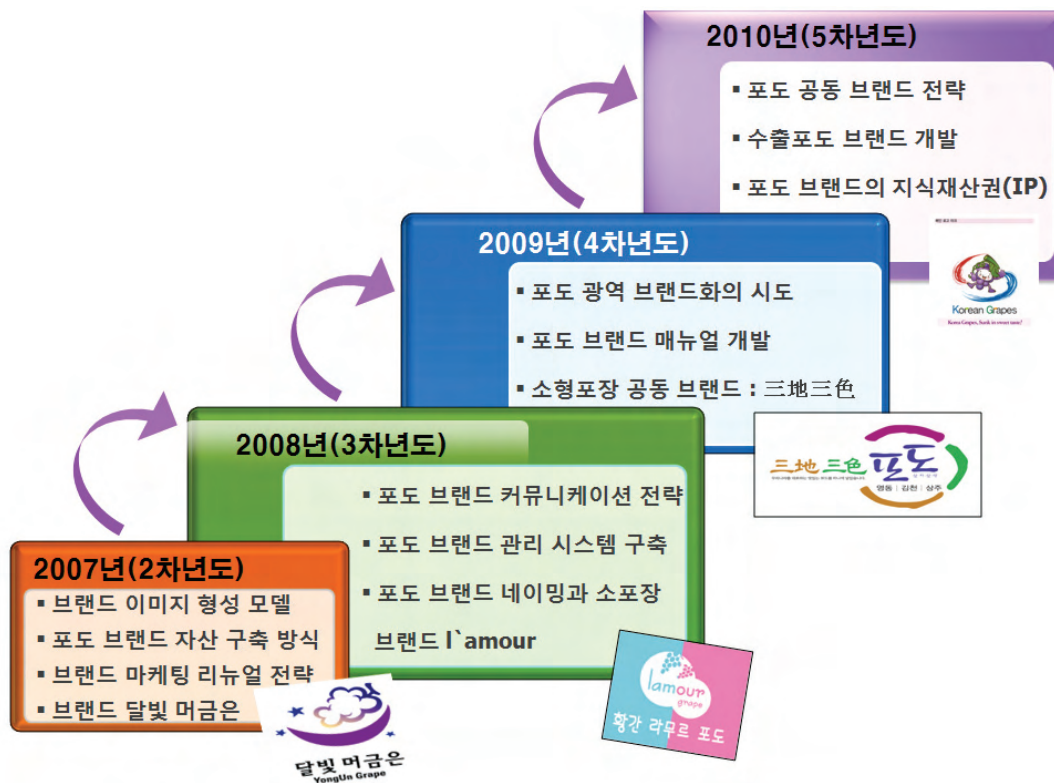 2010년(5차년도)
▪ 포도 공동 브랜드 전략
▪ 수출포도 브랜드 개발
▪ 포도 브랜드의 지식재산권(IP)
Korean Grapes
2009년(4차년도)
▪ 포도 광역 브랜드화의 시도
▪ 포도 브랜드 매뉴얼 개발
▪ 소형포장 공동 브랜드 : 三地三色
三地 三色 포도
영동 | 김천 | 상주
2008년(3차년도)
▪ 포도 브랜드 커뮤니케이션 전략
▪ 포도 브랜드 관리 시스템 구축
▪ 포도 브랜드 네이밍과 소포장
브랜드 l`amour
lamour
grape
황간 라무르 포도
2007년(2차년도)
▪ 브랜드 이미지 형성 모델
▪ 포도 브랜드 자산 구축 방식
▪ 브랜드 마케팅 리뉴얼 전략
▪ 브랜드 달빛 머금은
달빛 머금은
YongUn Grape